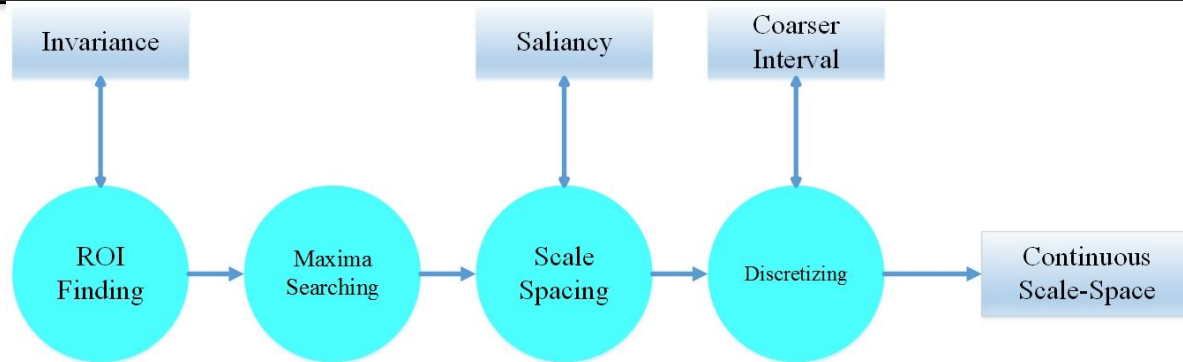 Invariance
Saliancy
Coarser
Interval
ROI
Finding
Maxima
Searching
Scale
Spacing
Discretizing
Continuous
Scale-Space